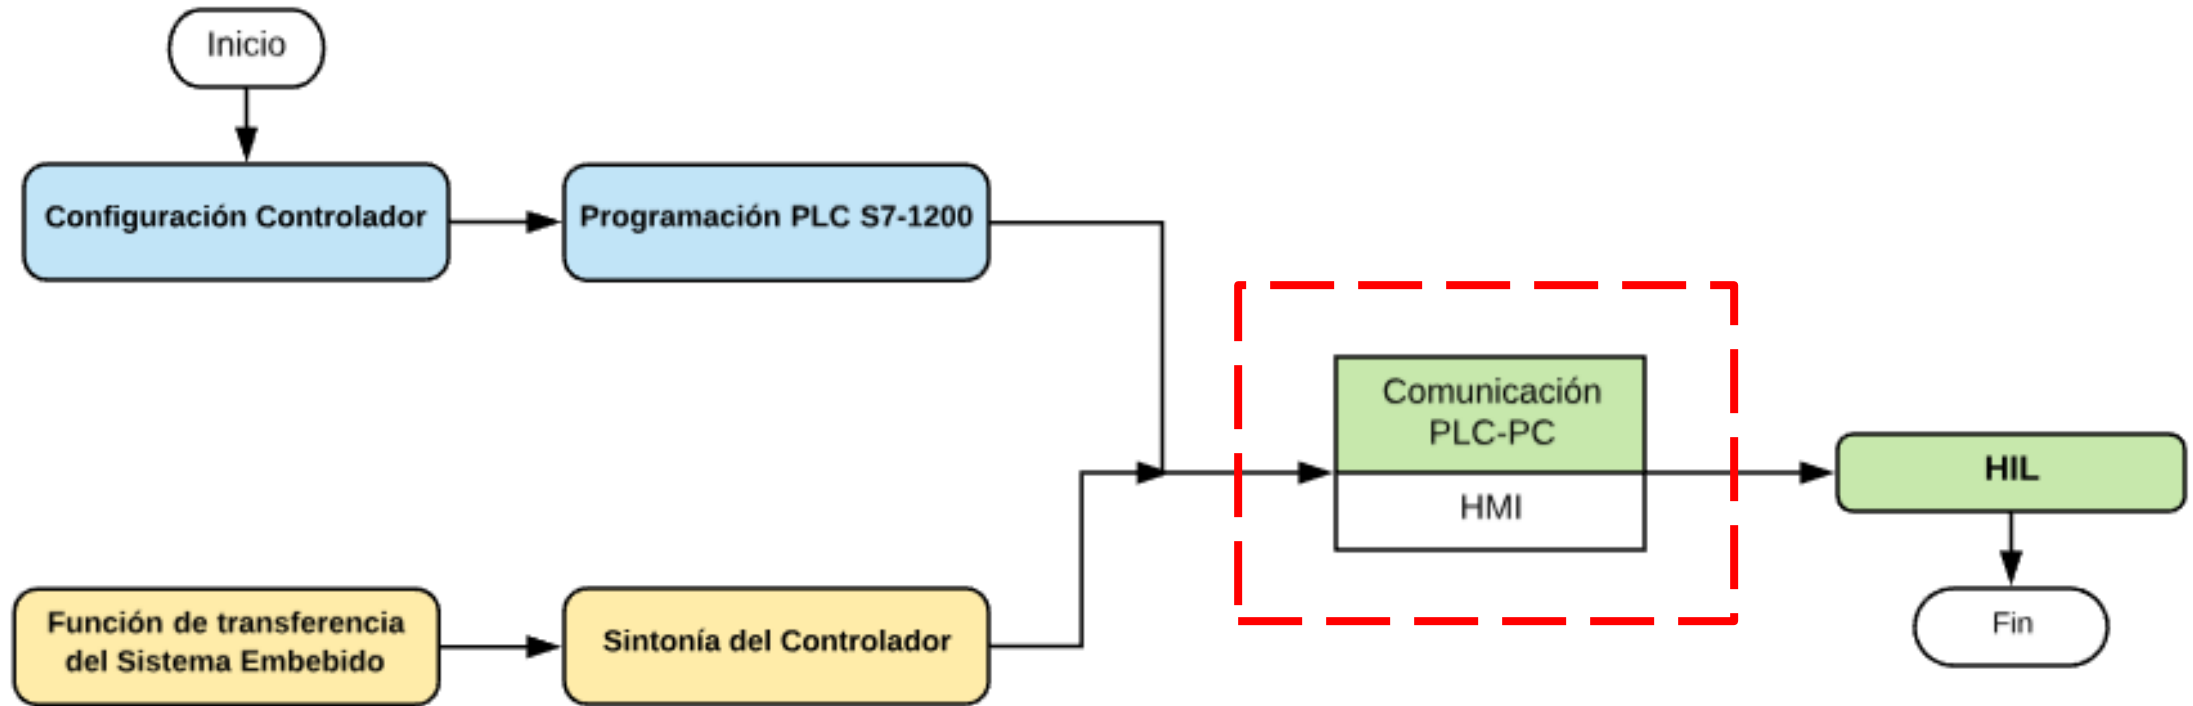 Inicio
Configuración Controlador
Programación PLC S7-1200
Comunicación
PLC-PC
HMI
HIL
Función de transferencia
del Sistema Embebido
Sintonía del Controlador
Fin